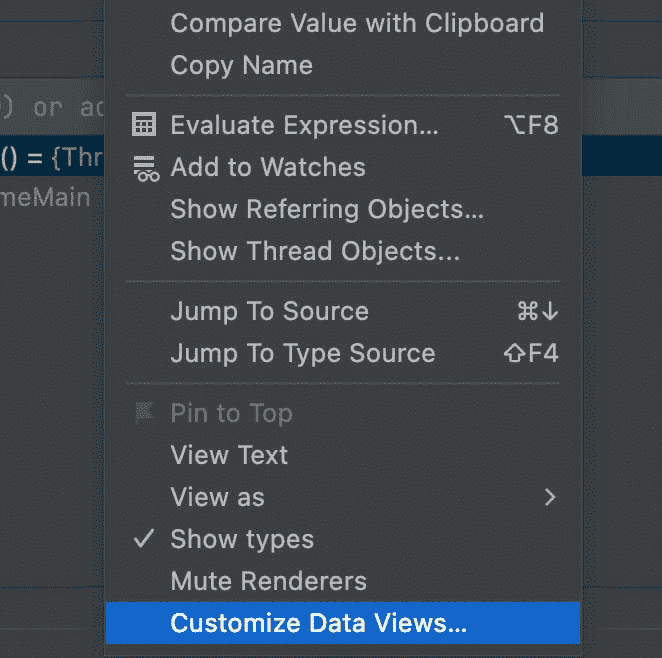 Compare Value with Clipboard
Copy Name
) or
Evaluate Expression... ⌥F8
() = {Thr
Add to Watches
meMain
Show Referring Objects...
Show Thread Objects...
Jump To Source ⌘↓
Jump To Type Source ⇧F4
Pin to Top
View Text
View as
Show types
Mute Renderers
Customize Data Views...